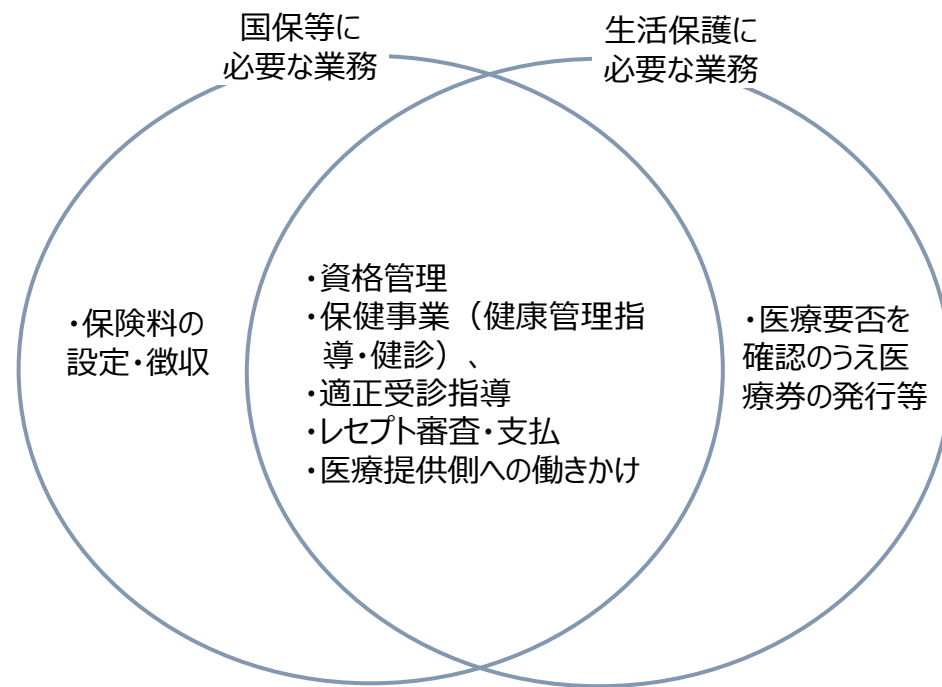 国保等に
必要な業務
生活保護に
必要な業務
・保険料の
設定・徴収
・資格管理
・保健事業（健康管理指
導・健診）、
・適正受診指導
・レセプト審査・支払
・医療提供側への働きかけ
・医療要否を
確認のうえ医
療券の発行等